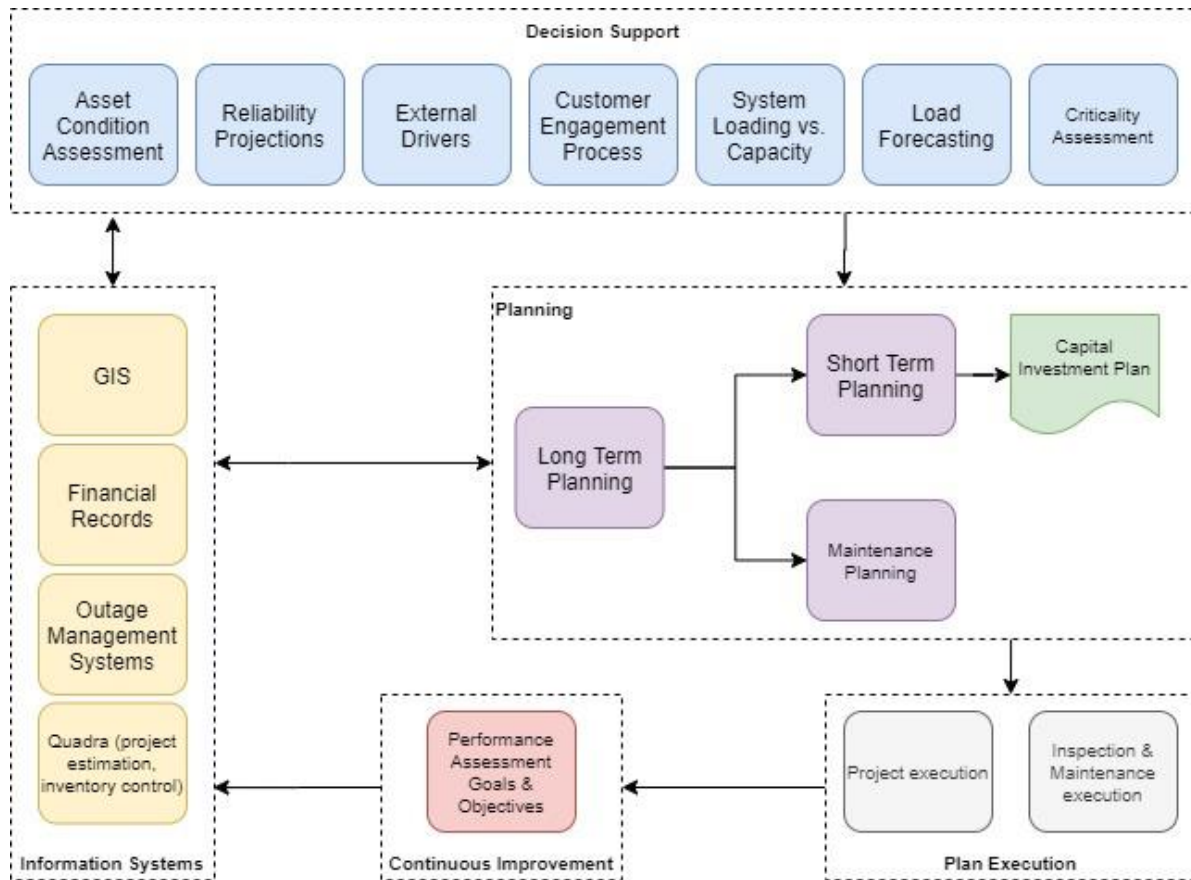 Decision Support
Asset
Condition
Assessment
Reliability
Projections
External
Drivers
Customer
Engagement
Process
System
Loading vs.
Capacity
Load
Forecasting
Criticality
Assessment
GIS
Financial
Records
Outage
Management
Systems
Quadra (project
estimation,
inventory control)
Information Systems
Planning
Long Term
Planning
Short Term
Planning
Capital
Investment Plan
Maintenance
Planning
Performance
Assessment
Goals &
Objectives
Continuous Improvement
Project execution
Inspection &
Maintenance
execution
Plan Execution